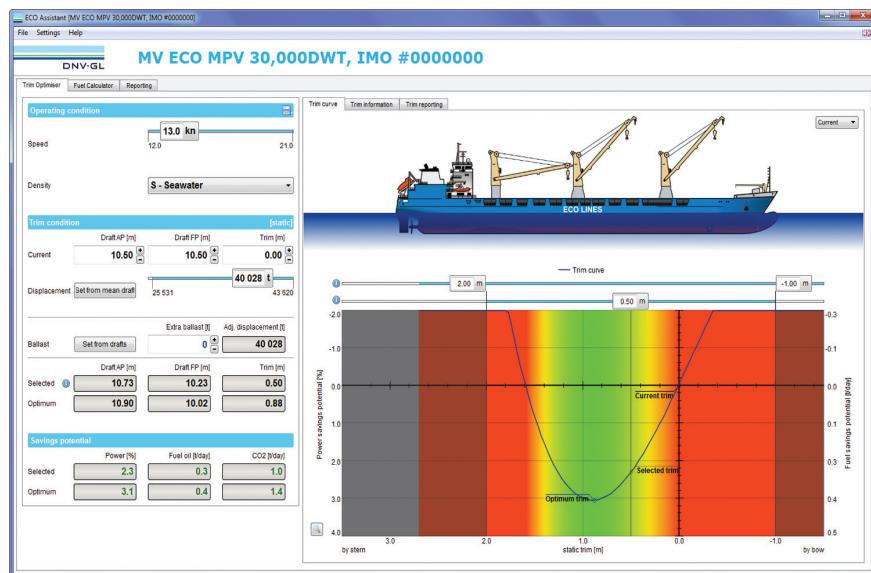 ECO Assistant [MV ECO MPV 30,000DWT, IMO #0000000]
File Settings Help
DNV·GL
MV ECO MPV 30,000DWT, IMO #0000000
Trim Optimiser Fuel Calculator Reporting
Operating condition
Speed
13.0 kn
12.0 21.0
Density
S - Seawater
Trim condition [static]
Draft AP [m] Draft FP [m] Trim [m]
Current 10.50 10.50 0.00
Displacement Set from mean draft 40 028 t
25 531 43 620
Extra ballast [t] Adj. displacement [t]
Ballast Set from drafts 0 40 028
Draft AP [m] Draft FP [m] Trim [m]
Selected 10.73 10.23 0.50
Optimum 10.90 10.02 0.88
Savings potential
Power [%] Fuel oil [t/day] CO2 [t/day]
Selected 2.3 0.3 1.0
Optimum 3.1 0.4 1.4
Trim curve Trim information Trim reporting
Current
ECO LINES
Trim curve
2.00 m -1.00 m
0.50 m
-2.0 -0.3
-1.0 -0.2
-0.1
0.0 0.0
Current trim
1.0 0.1
0.2
2.0 0.3
Selected trim
Optimum trim
3.0 0.4
4.0 0.5
Power savings potential [%]
Fuel savings potential [t/day]
3.0 2.0 1.0 0.0 -1.0
by stern static trim [m] by bow